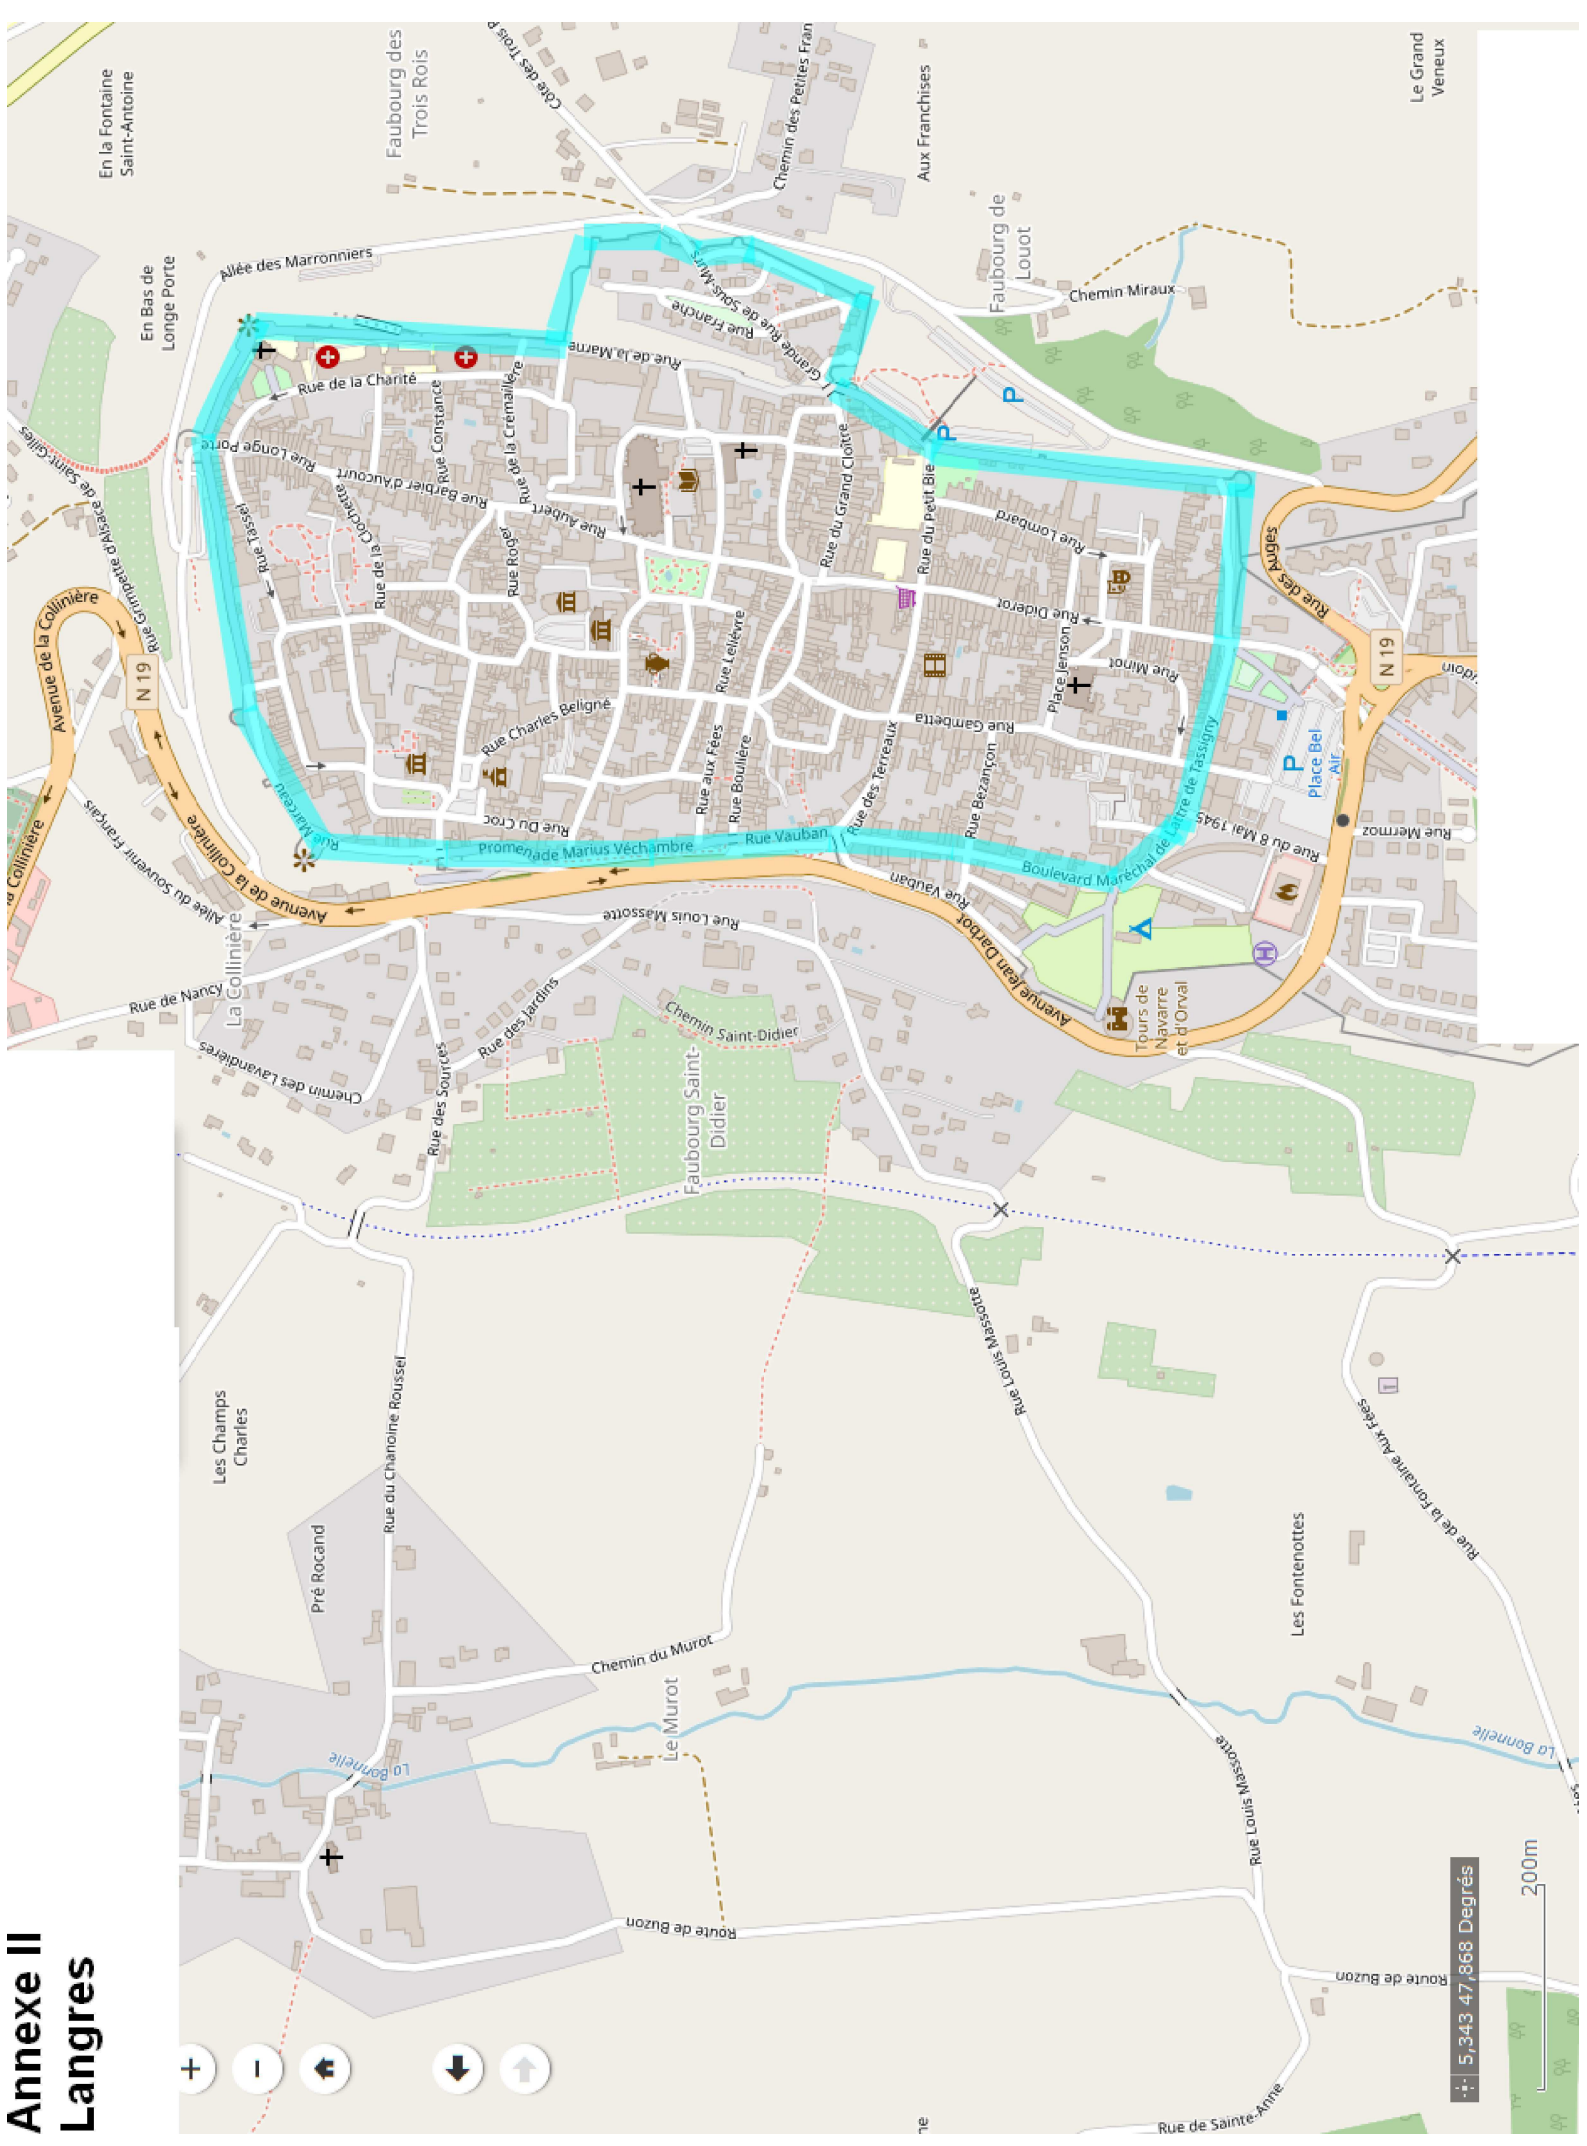 Annexe II
Langres
En la Fontaine
Saint-Antoine
Faubourg des
Trois Rois
Côte des Trois R
Chemin des Petites Fran
Aux Franchises
Le Grand
Veneux
En Bas de
Longe Porte
Allée des Marronniers
Faubourg de
Louot
Chemin Miraux
Rue Franche
Grande Rue de Sous-Murs
Rue de la Marne
Rue de la Charité
Rue Constance
Rue de la Crémaillère
Rue Longe Porte
Rue Barbier d'Aucourt
Rue Aubert
Rue du Grand Cloître
Rue du Petit Bie
Rue Lombard
Rue Tassel
Rue de la Clochette
Rue Roger
Rue Diderot
Rue Lelièvre
Place Jenson
Rue Minot
Rue des Auges
N 19
Rue Grimpette d'Alsace de Saint-Gilles
Avenue de la Collinière
N 19
a Collinière
Rue Charles Beligné
Rue aux Fées
Rue Boulière
Rue Gambetta
Rue des Terreaux
Rue Bezançon
Rue Du Croc
Rue Marceau
Promenade Marius Véchambre
Rue Vauban
Rue Vauban
Boulevard Maréchal de Lattre de Tassigny
Rue du 8 Mai 1945
Place Bel
Air
P
P
P
Rue Mermoz
H
Allée du Souvenir Français
Avenue de la Collinière
La Collinière
Rue de Nancy
Chemin des Lavandières
Rue des Sources
Rue des Jardins
Rue Louis Massotte
Chemin Saint-Didier
Faubourg Saint-
Didier
Avenue Jean Darbot
Tours de
Navarre
et d'Orval
Les Champs
Charles
Rue du Chanoine Roussel
Pré Rocand
Chemin du Murot
Le Murot
La Bonnelle
Rue Louis Massotte
Rue Louis Massotte
Rue de la Fontaine Aux Fées
Les Fontenottes
La Bonnelle
Route de Buzon
Route de Buzon
Rue de Sainte-Anne
5,343 47,868 Degrés
200m